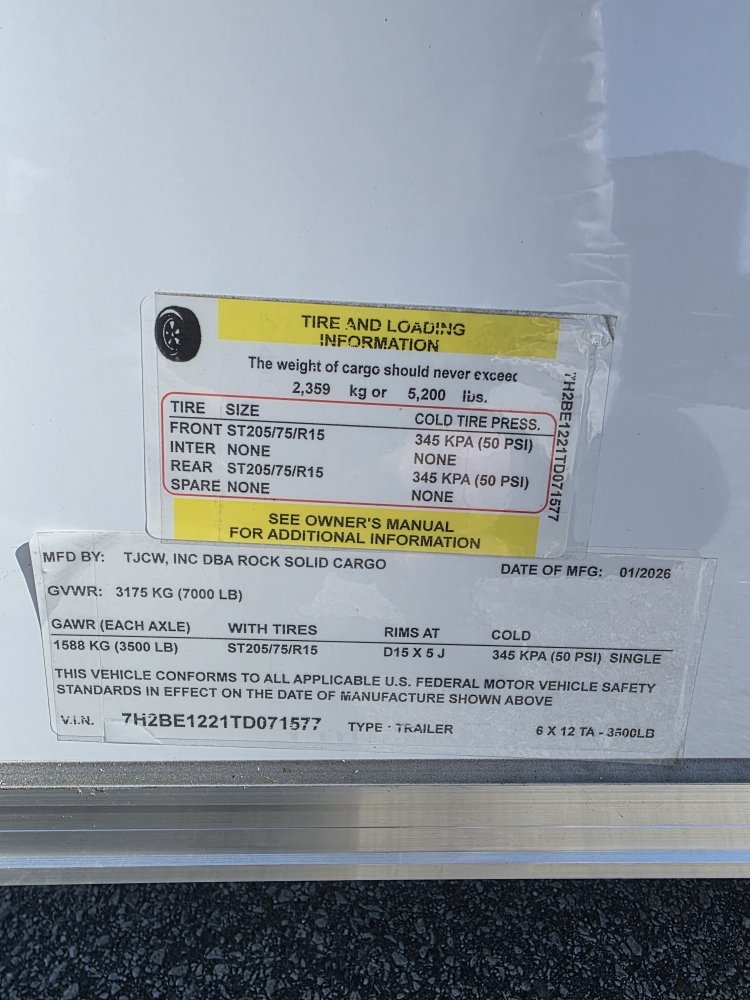 TIRE AND LOADING
INFORMATION
The weight of cargo should never exceed
2,359 kg or 5,200 lbs.
TIRE SIZE COLD TIRE PRESS.
FRONT ST205/75/R15 345 KPA (50 PSI)
INTER NONE NONE
REAR ST205/75/R15 345 KPA (50 PSI)
SPARE NONE NONE
SEE OWNER'S MANUAL
FOR ADDITIONAL INFORMATION
7H2BE1221TD071577
MFD BY: TJCW, INC DBA ROCK SOLID CARGO DATE OF MFG: 01/2026
GVWR: 3175 KG (7000 LB)
GAWR (EACH AXLE) WITH TIRES RIMS AT COLD
1588 KG (3500 LB) ST205/75/R15 D15 X 5 J 345 KPA (50 PSI) SINGLE
THIS VEHICLE CONFORMS TO ALL APPLICABLE U.S. FEDERAL MOTOR VEHICLE SAFETY
STANDARDS IN EFFECT ON THE DATE OF MANUFACTURE SHOWN ABOVE
V.I.N. 7H2BE1221TD071577 TYPE - TRAILER 6 X 12 TA - 3500LB